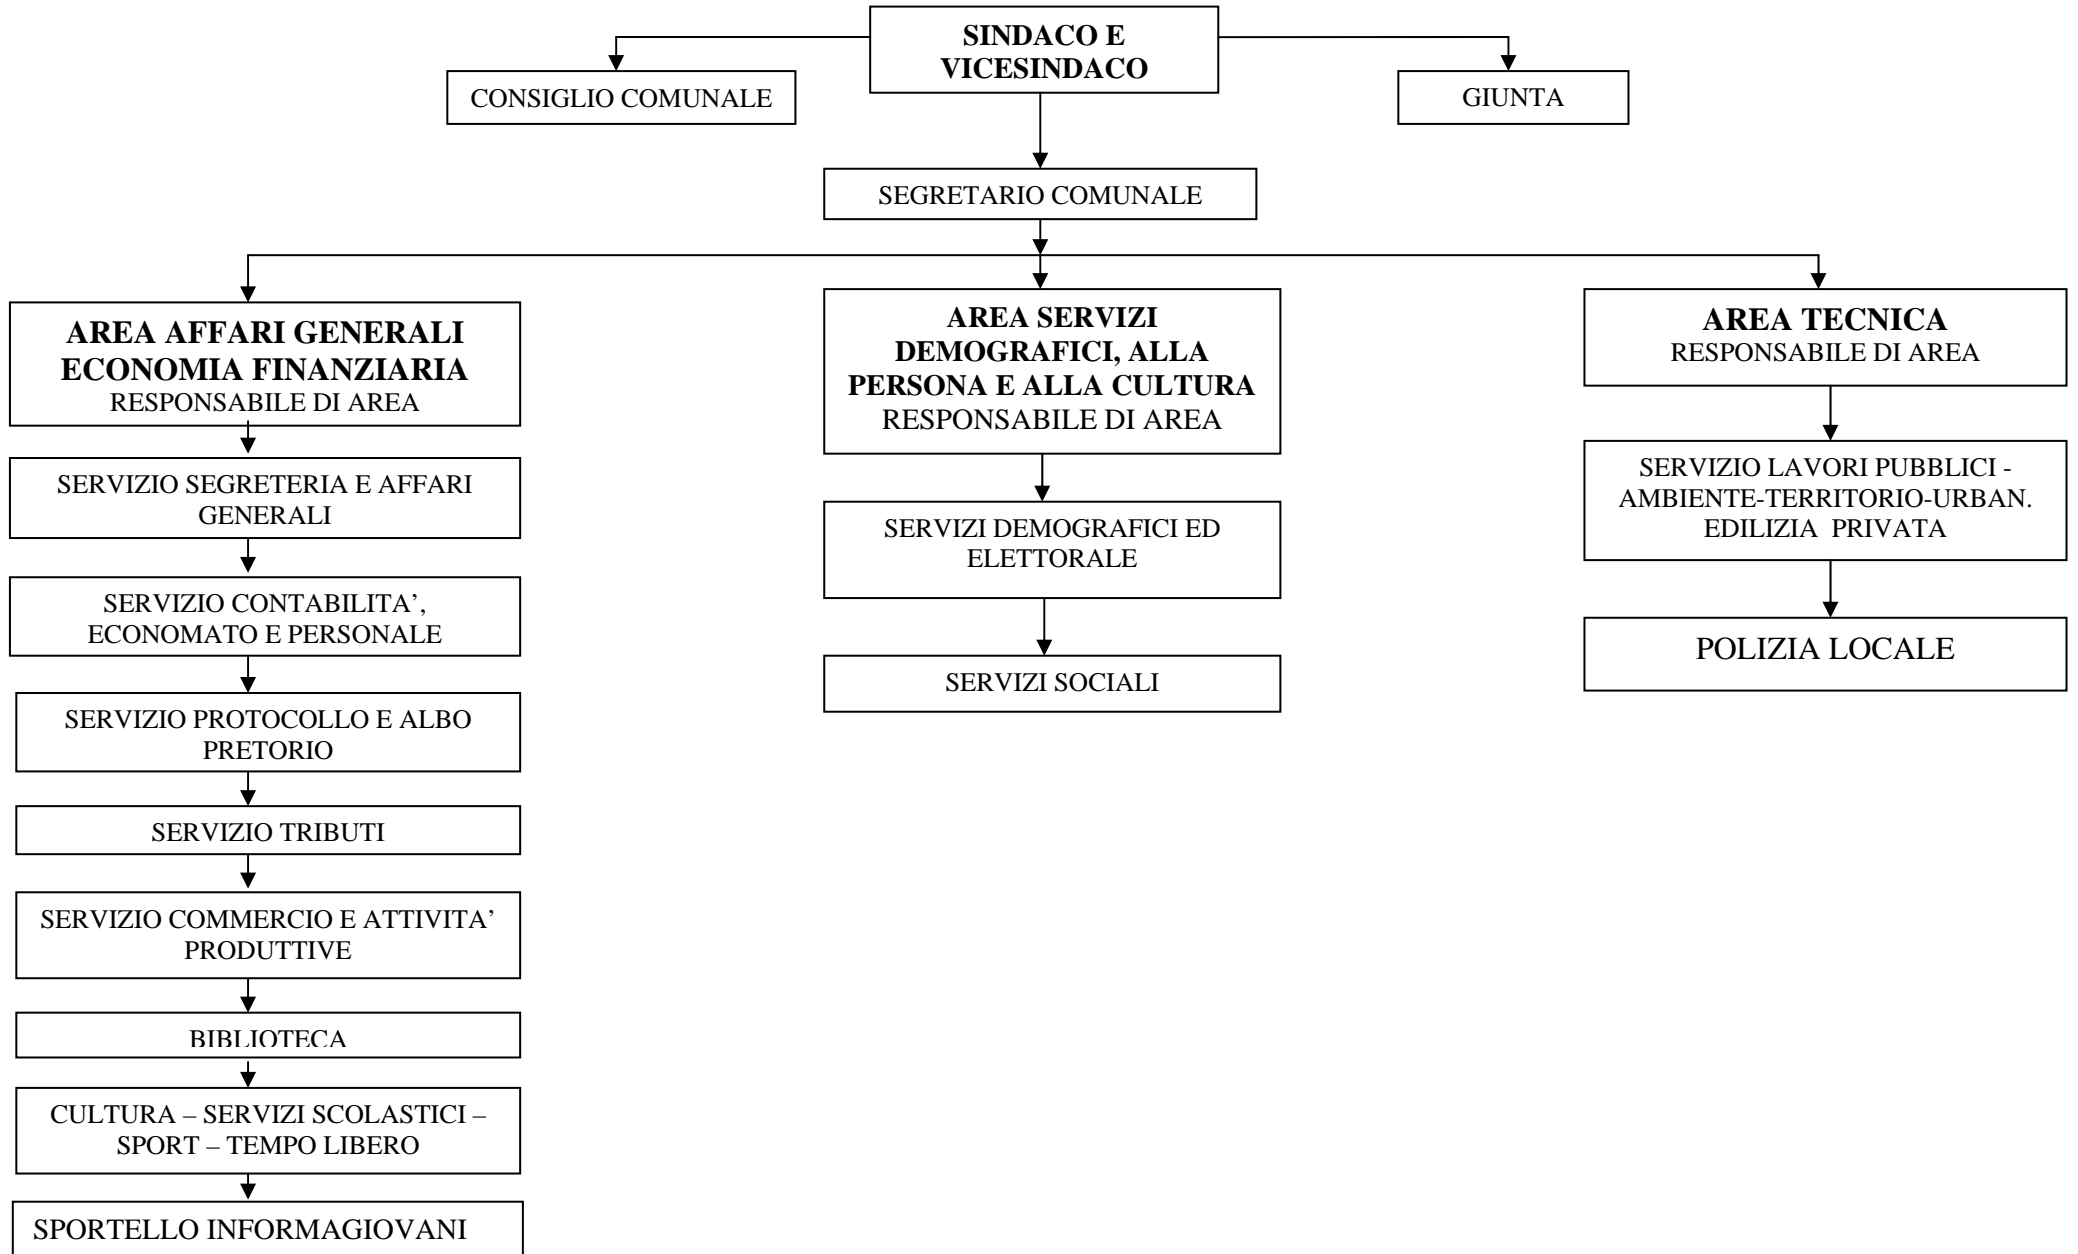 SINDACO E
VICESINDACO
CONSIGLIO COMUNALE
GIUNTA
SEGRETARIO COMUNALE
AREA AFFARI GENERALI
ECONOMIA FINANZIARIA
RESPONSABILE DI AREA
SERVIZIO SEGRETERIA E AFFARI
GENERALI
SERVIZIO CONTABILITA’,
ECONOMATO E PERSONALE
SERVIZIO PROTOCOLLO E ALBO
PRETORIO
SERVIZIO TRIBUTI
SERVIZIO COMMERCIO E ATTIVITA’
PRODUTTIVE
BIBLIOTECA
CULTURA – SERVIZI SCOLASTICI –
SPORT – TEMPO LIBERO
SPORTELLO INFORMAGIOVANI
AREA SERVIZI
DEMOGRAFICI, ALLA
PERSONA E ALLA CULTURA
RESPONSABILE DI AREA
SERVIZI DEMOGRAFICI ED
ELETTORALE
SERVIZI SOCIALI
AREA TECNICA
RESPONSABILE DI AREA
SERVIZIO LAVORI PUBBLICI -
AMBIENTE-TERRITORIO-URBAN.
EDILIZIA  PRIVATA
POLIZIA LOCALE